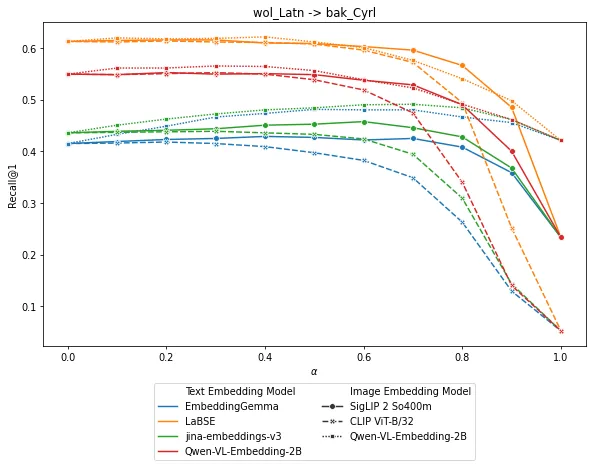 wol_Latn -> bak_Cyrl
Recall@1
0.6
0.5
0.4
0.3
0.2
0.1
0.0 0.2 0.4 0.6 0.8 1.0
α
Text Embedding Model
EmbeddingGemma
LaBSE
jina-embeddings-v3
Qwen-VL-Embedding-2B
Image Embedding Model
SigLIP 2 So400m
CLIP ViT-B/32
Qwen-VL-Embedding-2B